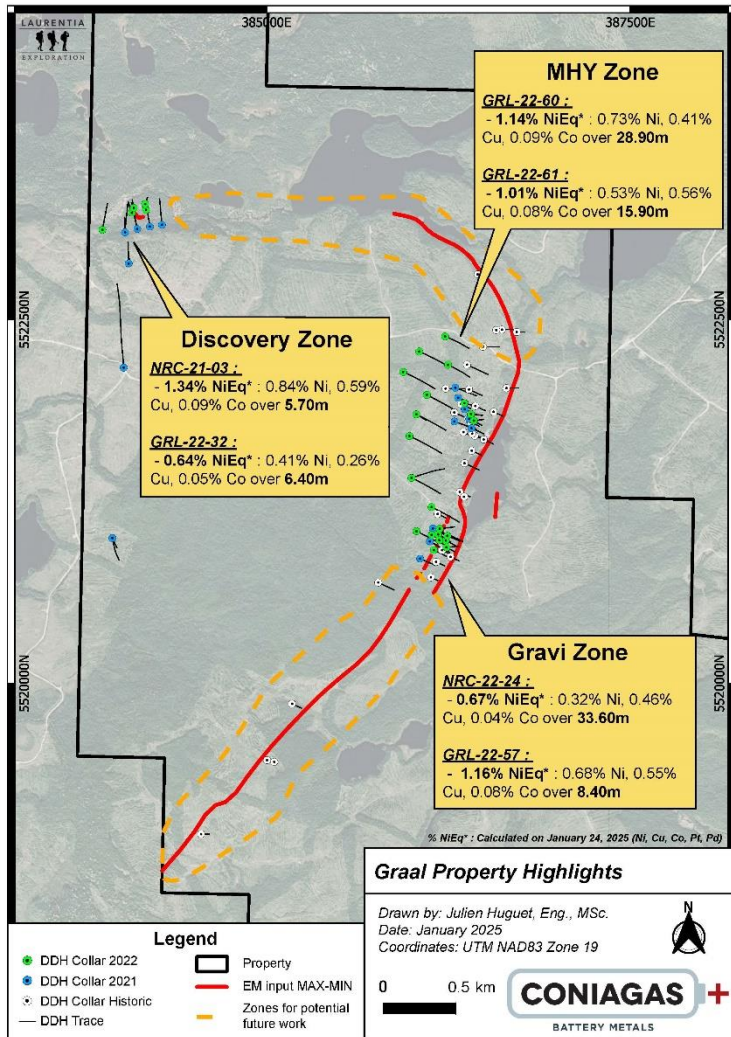 LAURENTIA
EXPLORATION
385000E
387500E
5522500N
5522500N
5520000N
5520000N
MHY Zone
GRL-22-60 :
- 1.14% NiEq* : 0.73% Ni, 0.41%
Cu, 0.09% Co over 28.90m
GRL-22-61 :
- 1.01% NiEq* : 0.53% Ni, 0.56%
Cu, 0.08% Co over 15.90m
Discovery Zone
NRC-21-03 :
- 1.34% NiEq* : 0.84% Ni, 0.59%
Cu, 0.09% Co over 5.70m
GRL-22-32 :
- 0.64% NiEq* : 0.41% Ni, 0.26%
Cu, 0.05% Co over 6.40m
Gravi Zone
NRC-22-24 :
- 0.67% NiEq* : 0.32% Ni, 0.46%
Cu, 0.04% Co over 33.60m
GRL-22-57 :
- 1.16% NiEq* : 0.68% Ni, 0.55%
Cu, 0.08% Co over 8.40m
% NiEq* : Calculated on January 24, 2025 (Ni, Cu, Co, Pt, Pd)
Legend
DDH Collar 2022
DDH Collar 2021
DDH Collar Historic
DDH Trace
Property
EM input MAX-MIN
Zones for potential
future work
Graal Property Highlights
Drawn by: Julien Huguet, Eng., MSc.
Date: January 2025
Coordinates: UTM NAD83 Zone 19
N
0 0.5 km
CONIAGAS
BATTERY METALS